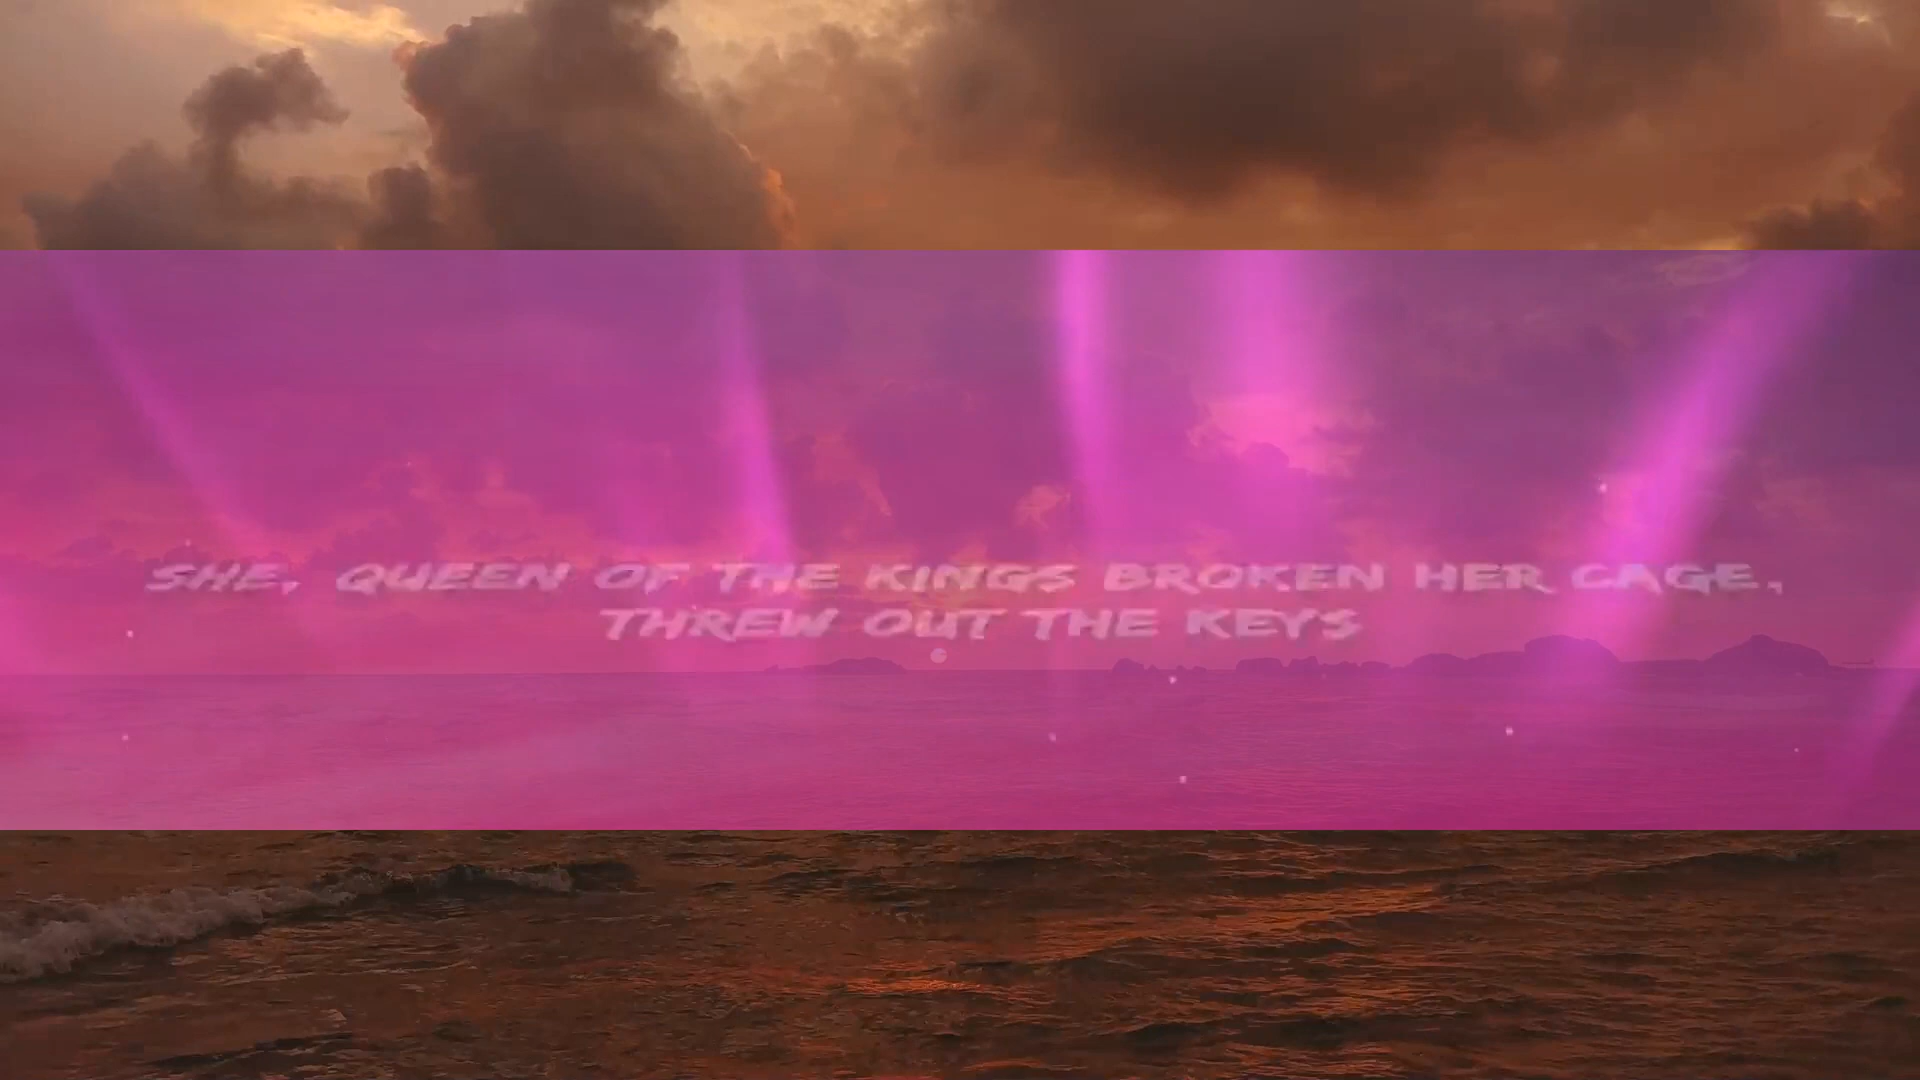 SHE, QUEEN OF THE KINGS BROKEN HER CAGE,
THREW OUT THE KEYS